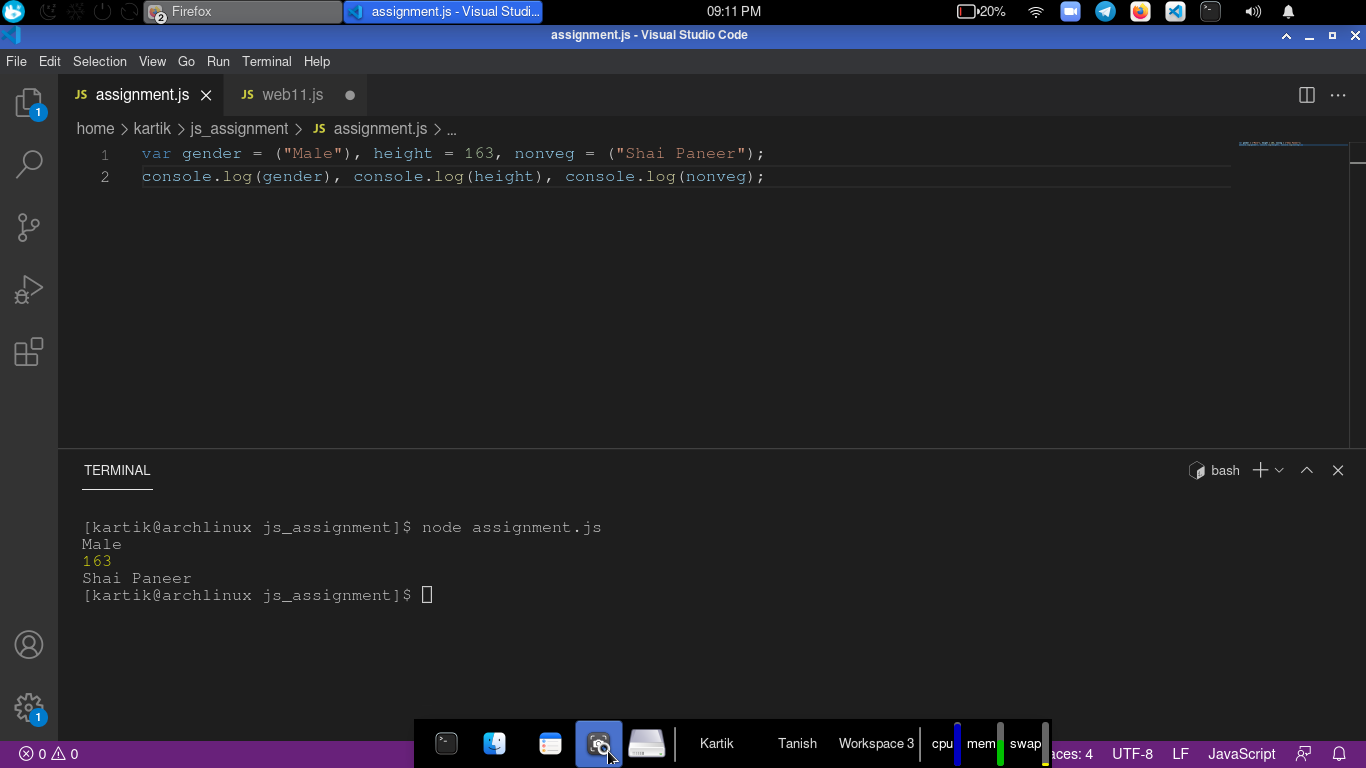 2 Firefox assignment.js - Visual Studi... 09:11 PM 20%
assignment.js - Visual Studio Code
File Edit Selection View Go Run Terminal Help
1 JS assignment.js JS web11.js
home > kartik > js_assignment > JS assignment.js > ...
1 var gender = ("Male"), height = 163, nonveg = ("Shai Paneer");
2 console.log(gender), console.log(height), console.log(nonveg);
TERMINAL bash
[kartik@archlinux js_assignment]$ node assignment.js
Male
163
Shai Paneer
[kartik@archlinux js_assignment]$
1
Kartik Tanish Workspace 3 cpu mem swap
0 0 aces: 4 UTF-8 LF JavaScript